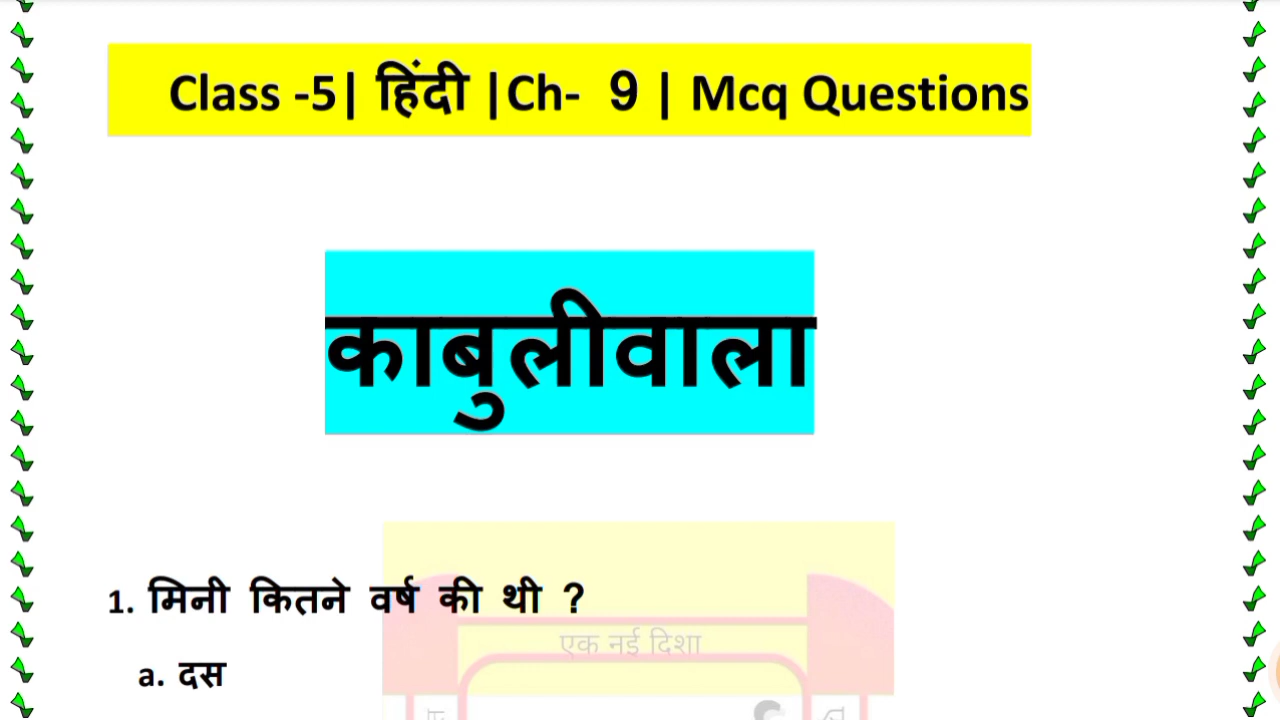 Class -5| हिंदी |Ch- 9 | Mcq Questions
काबुलीवाला
1. मिनी कितने वर्ष की थी ?
एक नई दिशा
a. दस